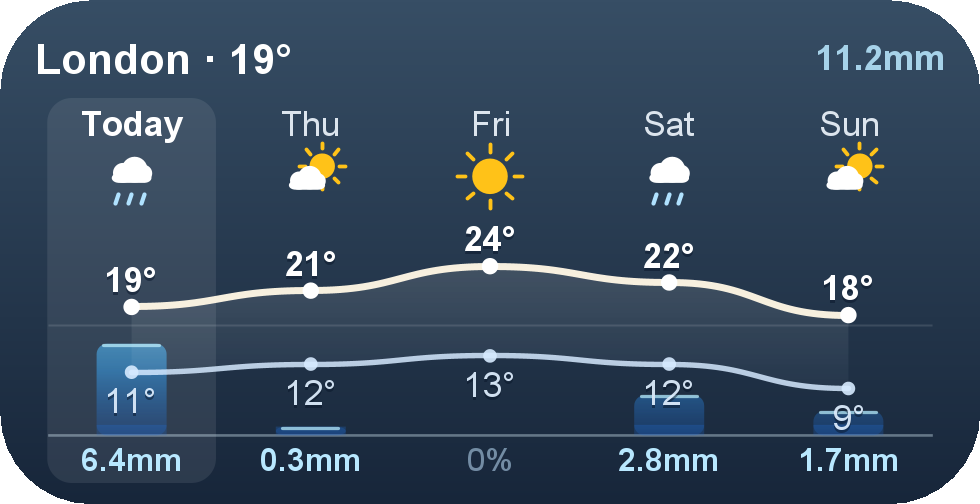 London · 19° 11.2mm
Today Thu Fri Sat Sun
19° 21° 24° 22° 18°
11° 12° 13° 12° 9°
6.4mm 0.3mm 0% 2.8mm 1.7mm